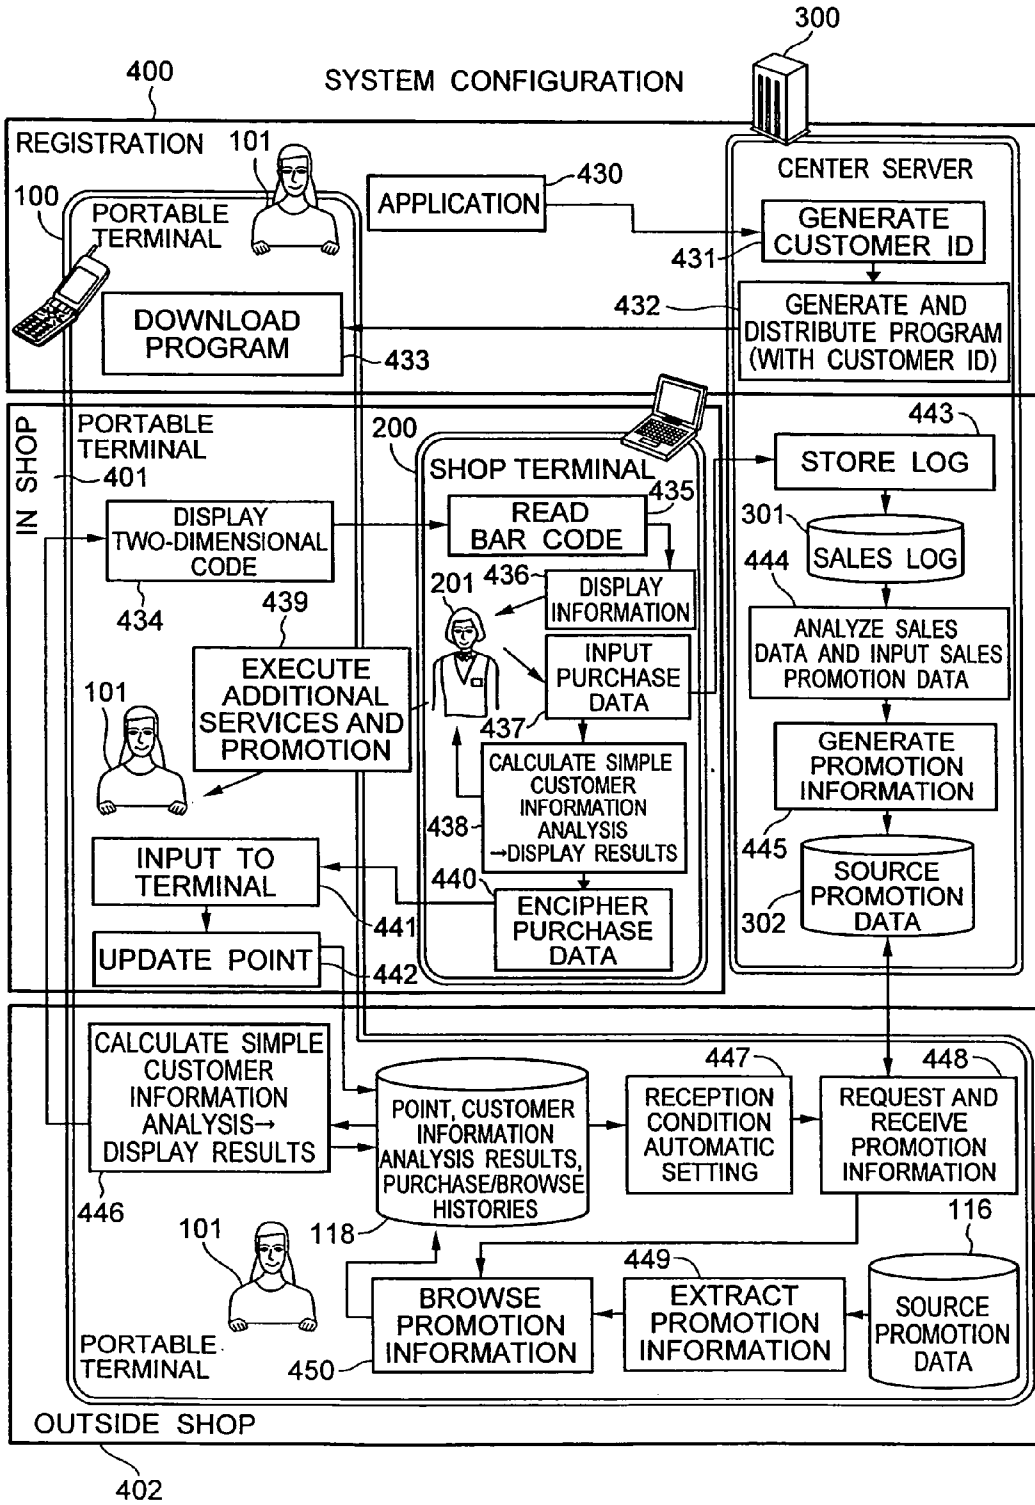 SYSTEM CONFIGURATION
300
400
REGISTRATION
101
100
PORTABLE
TERMINAL
APPLICATION
430
CENTER SERVER
GENERATE
CUSTOMER ID
431
432
GENERATE AND
DISTRIBUTE PROGRAM
(WITH CUSTOMER ID)
DOWNLOAD
PROGRAM
433
IN SHOP
401
PORTABLE
TERMINAL
200
SHOP TERMINAL
443
STORE LOG
DISPLAY
TWO-DIMENSIONAL
CODE
434
READ
BAR CODE
435
301
SALES LOG
436
DISPLAY
INFORMATION
201
439
444
ANALYZE SALES
DATA AND INPUT SALES
PROMOTION DATA
INPUT
PURCHASE
DATA
437
EXECUTE
ADDITIONAL
SERVICES AND
PROMOTION
101
CALCULATE SIMPLE
CUSTOMER
INFORMATION
ANALYSIS
→DISPLAY RESULTS
438
GENERATE
PROMOTION
INFORMATION
445
INPUT TO
TERMINAL
441
440
ENCIPHER
PURCHASE
DATA
SOURCE
PROMOTION
DATA
302
UPDATE POINT
442
CALCULATE SIMPLE
CUSTOMER
INFORMATION
ANALYSIS→
DISPLAY RESULTS
446
POINT, CUSTOMER
INFORMATION
ANALYSIS RESULTS,
PURCHASE/BROWSE
HISTORIES
118
447
RECEPTION
CONDITION
AUTOMATIC
SETTING
448
REQUEST AND
RECEIVE
PROMOTION
INFORMATION
101
116
SOURCE
PROMOTION
DATA
449
EXTRACT
PROMOTION
INFORMATION
BROWSE
PROMOTION
INFORMATION
450
PORTABLE
TERMINAL
OUTSIDE SHOP
402